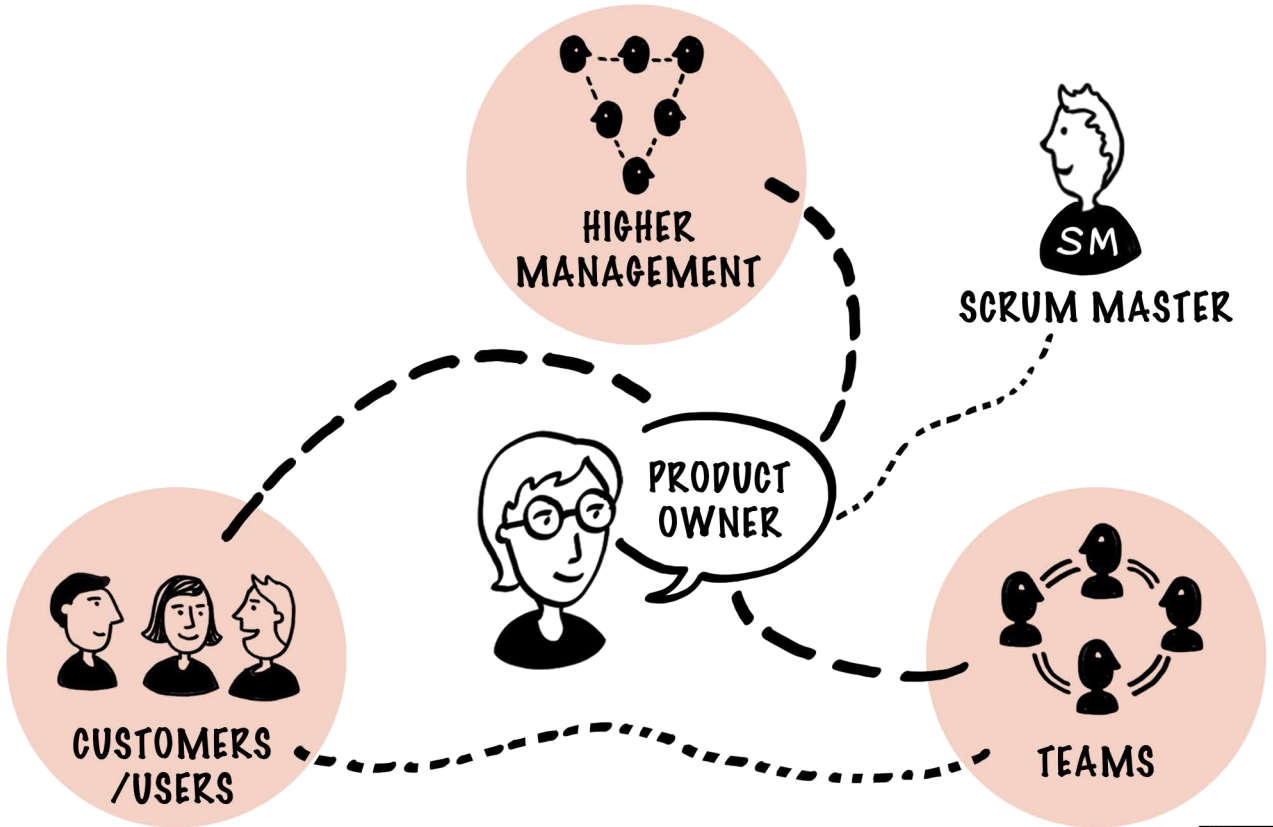 HIGHER
MANAGEMENT
SM
SCRUM MASTER
PRODUCT
OWNER
CUSTOMERS
/USERS
TEAMS